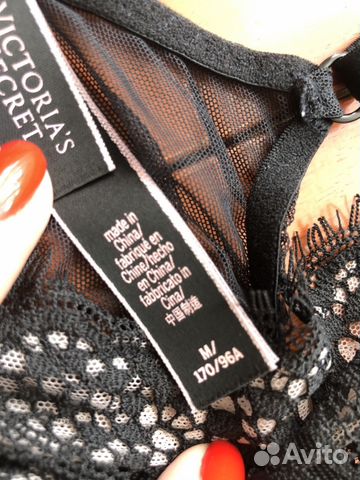 VICTORIA'S
SECRET
made in
China/
fabriqué en
Chine/hecho
en China/
fabricado in
Cina/
中国制造
M/
170/96A
Avito